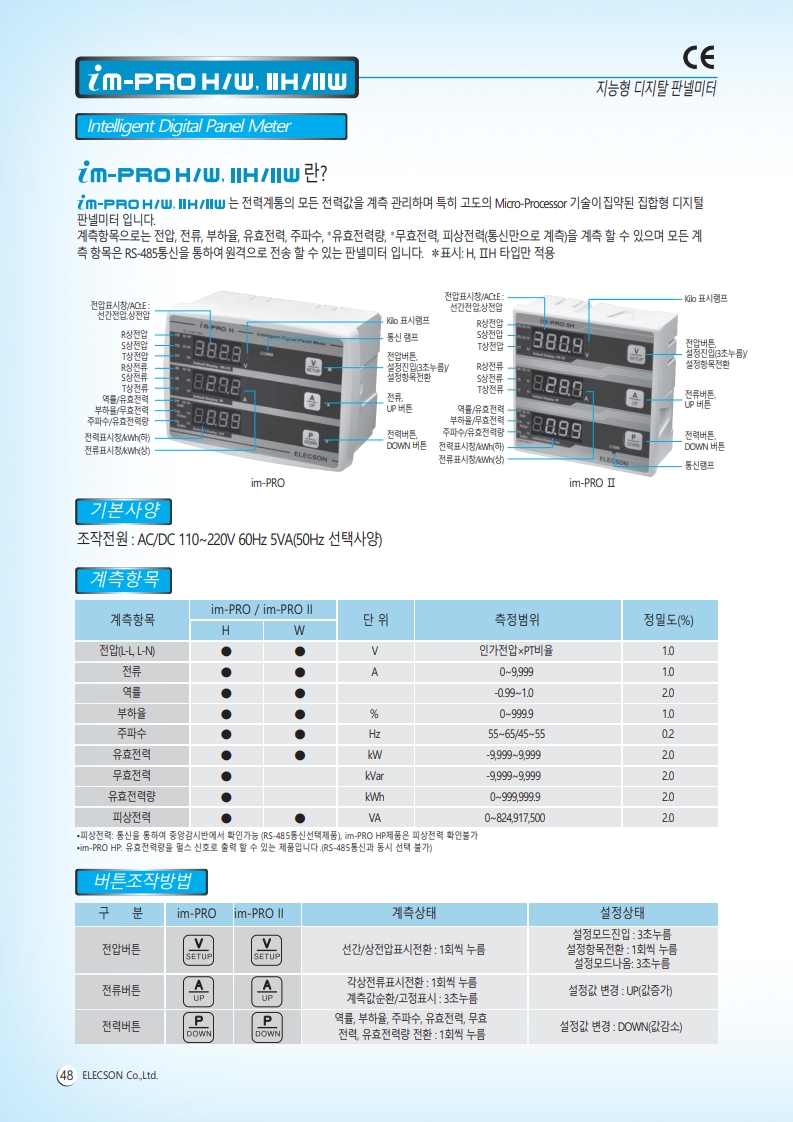 CE
im-PRO H/W, IIH/IIW
지능형 디지탈 판넬미터
Intelligent Digital Panel Meter
im-PRO H/W, IIH/IIW 란?
im-PRO H/W, IIH/IIW 는 전력계통의 모든 전력값을 계측 관리하며 특히 고도의 Micro-Processor 기술이 집약된 집합형 디지털
판넬미터 입니다.
계측항목으로는 전압, 전류, 부하율, 유효전력, 주파수, *유효전력량, *무효전력, 피상전력(통신만으로 계측)을 계측 할 수 있으며 모든 계
측 항목은 RS-485통신을 통하여 원격으로 전송 할 수 있는 판넬미터 입니다. ＊표시: H, ⅡH 타입만 적용
전압표시창/ACtE :
선간전압,상전압
R상전압
S상전압
T상전압
R상전류
S상전류
T상전류
역률/유효전력
부하율/무효전력
주파수/유효전력량
전력표시창/kWh(하)
전류표시창/kWh(상)
im-PRO H
Intelligent Digital Panel Meter
COMM
V
SETUP
A
UP
P
DOWN
ELECSON
Kilo 표시램프
통신 램프
전압버튼,
설정진입(3초누름)/
설정항목전환
전류,
UP 버튼
전력버튼,
DOWN 버튼
im-PRO
전압표시창/ACtE :
선간전압,상전압
R상전압
S상전압
T상전압
R상전류
S상전류
T상전류
역률/유효전력
부하율/무효전력
주파수/유효전력량
전력표시창/kWh(하)
전류표시창/kWh(상)
im-PRO IIH
V
SETUP
A
UP
P
DOWN
COMM
ELECSON
Kilo 표시램프
전압버튼,
설정진입(3초누름)/
설정항목전환
전류버튼,
UP 버튼
전력버튼,
DOWN 버튼
통신램프
im-PRO Ⅱ
기본사양
조작전원 : AC/DC 110~220V 60Hz 5VA(50Hz 선택사양)
계측항목
계측항목 im-PRO / im-PRO II 단 위 측정범위 정밀도(%)
H W
전압(L-L, L-N) ● ● V 인가전압×PT비율 1.0
전류 ● ● A 0~9,999 1.0
역률 ● ● -0.99~1.0 2.0
부하율 ● ● % 0~999.9 1.0
주파수 ● ● Hz 55~65/45~55 0.2
유효전력 ● ● kW -9,999~9,999 2.0
무효전력 ● kVar -9,999~9,999 2.0
유효전력량 ● kWh 0~999,999.9 2.0
피상전력 ● ● VA 0~824,917,500 2.0
•피상전력: 통신을 통하여 중앙감시반에서 확인가능 (RS-485통신선택제품), im-PRO HP제품은 피상전력 확인불가
•im-PRO HP: 유효전력량을 펄스 신호로 출력 할 수 있는 제품입니다.(RS-485통신과 동시 선택 불가)
버튼조작방법
구 분 im-PRO im-PRO II 계측상태 설정상태
전압버튼 V SETUP V SETUP 선간/상전압표시전환 : 1회씩 누름
설정모드진입 : 3초누름
설정항목전환 : 1회씩 누름
설정모드나옴: 3초누름
전류버튼 A UP A UP
각상전류표시전환 : 1회씩 누름
계측값순환/고정표시 : 3초누름
설정값 변경 : UP(값증가)
전력버튼 P DOWN P DOWN
역률, 부하율, 주파수, 유효전력, 무효
전력, 유효전력량 전환 : 1회씩 누름
설정값 변경 : DOWN(값감소)
48 ELECSON Co.,Ltd.